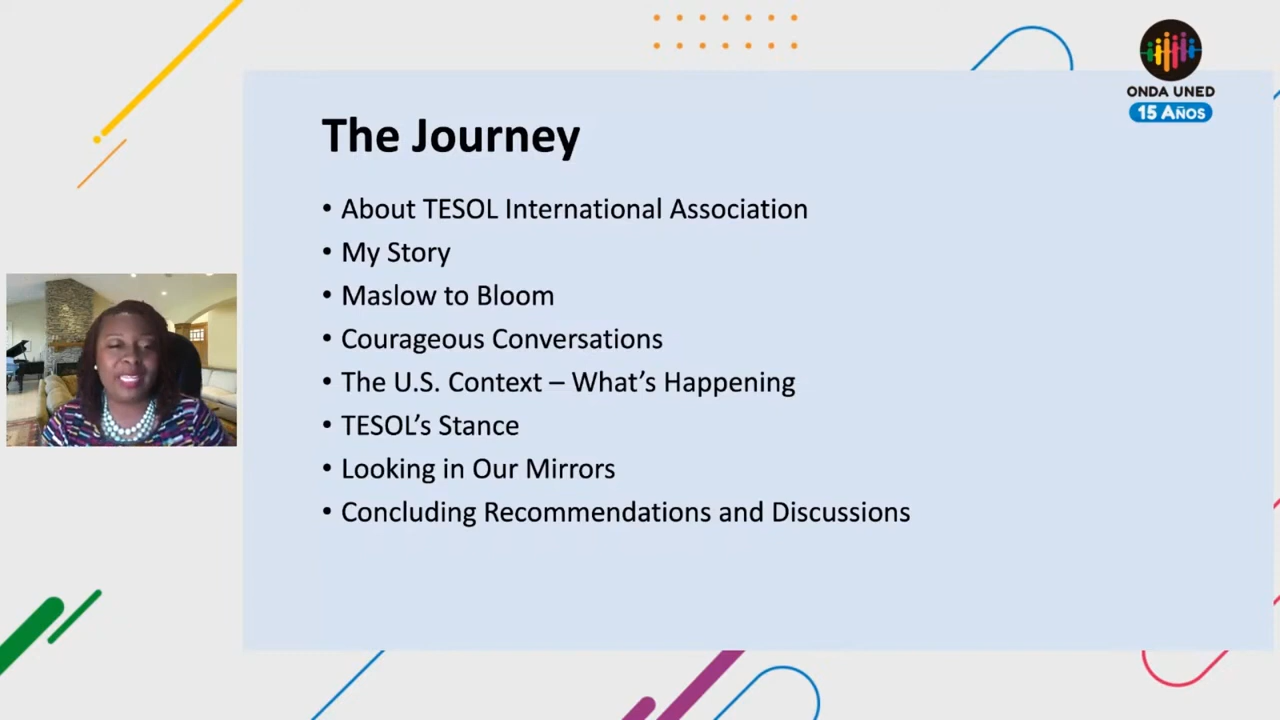 ONDA UNED
15 AÑOS
The Journey
• About TESOL International Association
• My Story
• Maslow to Bloom
• Courageous Conversations
• The U.S. Context – What’s Happening
• TESOL’s Stance
• Looking in Our Mirrors
• Concluding Recommendations and Discussions